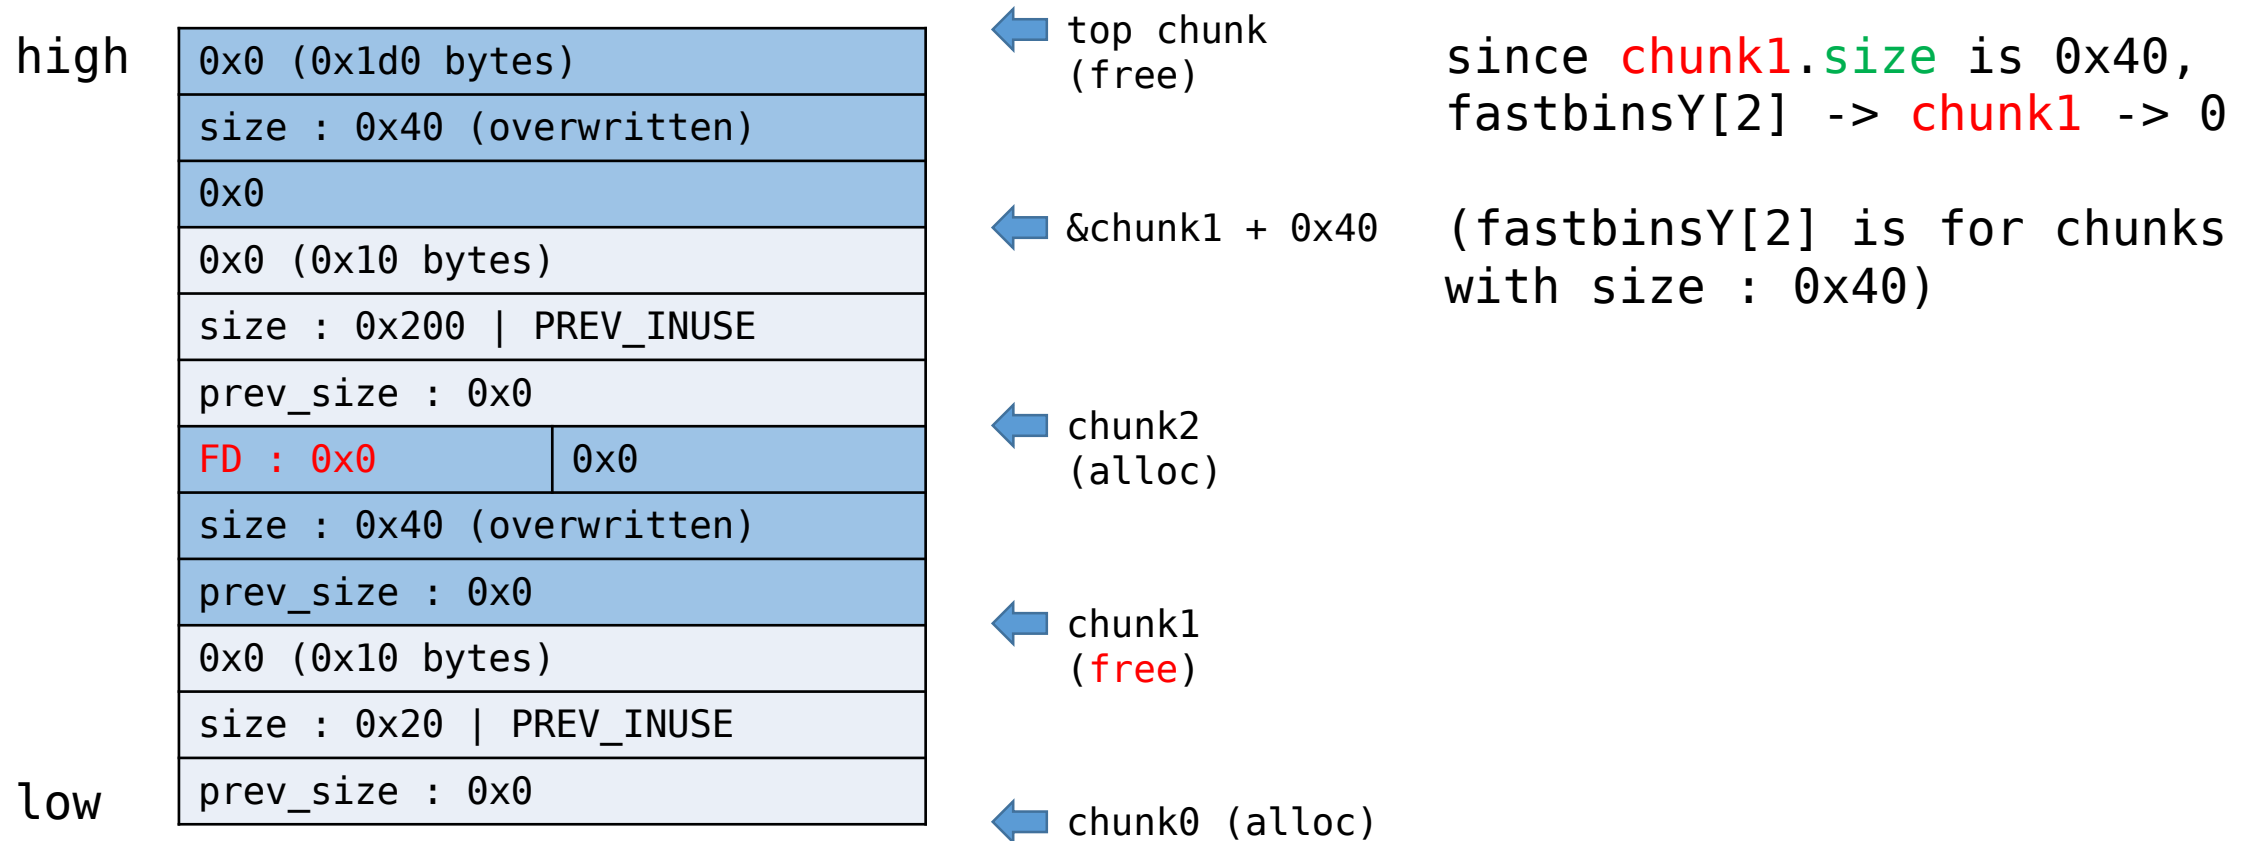 high
0x0 (0x1d0 bytes)
size : 0x40 (overwritten)
0x0
0x0 (0x10 bytes)
size : 0x200 | PREV_INUSE
prev_size : 0x0
FD : 0x0
0x0
size : 0x40 (overwritten)
prev_size : 0x0
0x0 (0x10 bytes)
size : 0x20 | PREV_INUSE
prev_size : 0x0
low
top chunk
(free)
&chunk1 + 0x40
chunk2
(alloc)
chunk1
(free)
chunk0 (alloc)
since chunk1.size is 0x40,
fastbinsY[2] -> chunk1 -> 0
(fastbinsY[2] is for chunks
with size : 0x40)